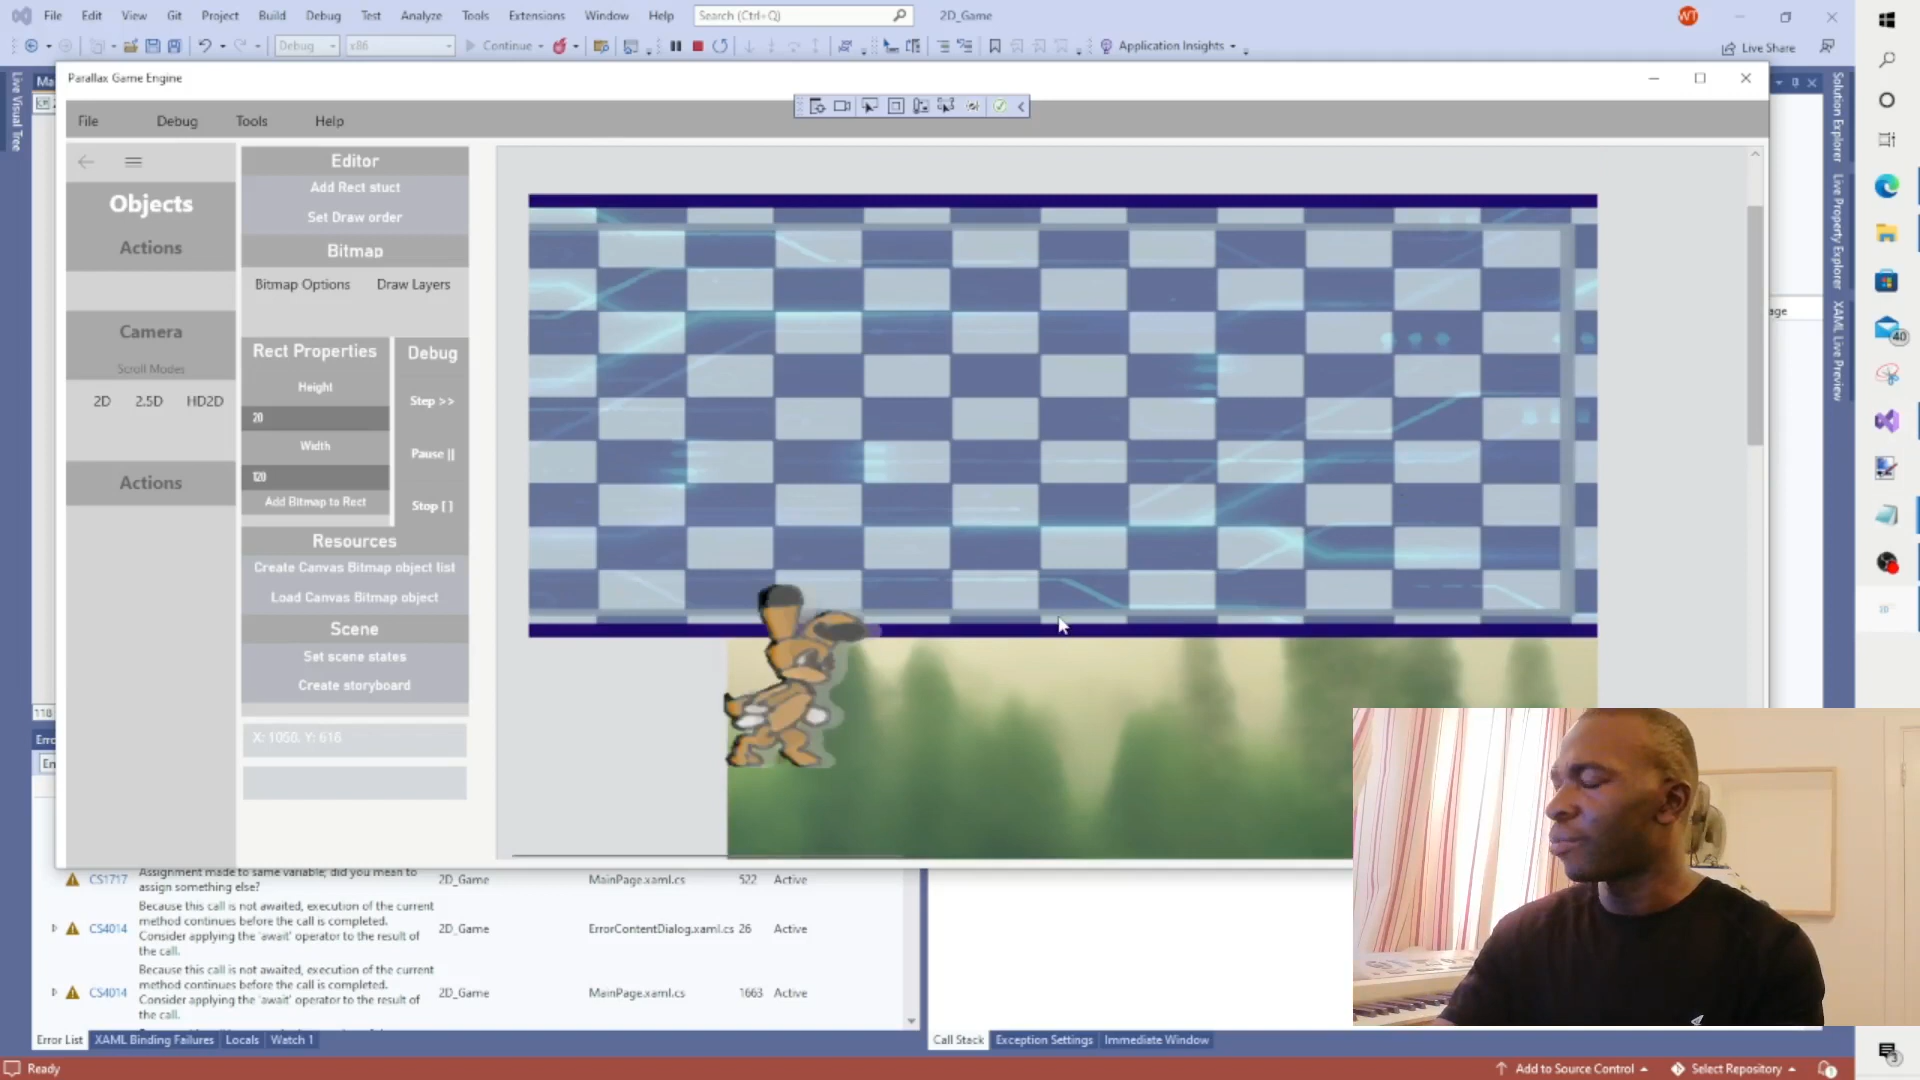 File Edit View Git Project Build Debug Test Analyze Tools Extensions Window Help Search (Ctrl+Q) 2D_Game WT
Debug x86 Continue Application Insights Live Share
Live Visual Tree
Parallax Game Engine
File Debug Tools Help
Objects
Actions
Camera
Scroll Modes
2D 2.5D HD2D
Actions
Editor
Add Rect stuct
Set Draw order
Bitmap
Bitmap Options Draw Layers
Rect Properties
Height
20
Width
120
Add Bitmap to Rect
Debug
Step >>
Pause ||
Stop [ ]
Resources
Create Canvas Bitmap object list
Load Canvas Bitmap object
Scene
Set scene states
Create storyboard
X: 1058, Y: 618
Solution Explorer
Live Property Explorer
XAML Live Preview
age
40
118
CS1717 Assignment made to same variable; did you mean to
assign something else? 2D_Game MainPage.xaml.cs 522 Active
Because this call is not awaited, execution of the current
method continues before the call is completed.
CS4014 Consider applying the 'await' operator to the result of 2D_Game ErrorContentDialog.xaml.cs 26 Active
the call.
Because this call is not awaited, execution of the current
method continues before the call is completed.
CS4014 Consider applying the 'await' operator to the result of 2D_Game MainPage.xaml.cs 1663 Active
the call.
Error List XAML Binding Failures Locals Watch 1
Call Stack Exception Settings Immediate Window
Ready Add to Source Control Select Repository 1
3